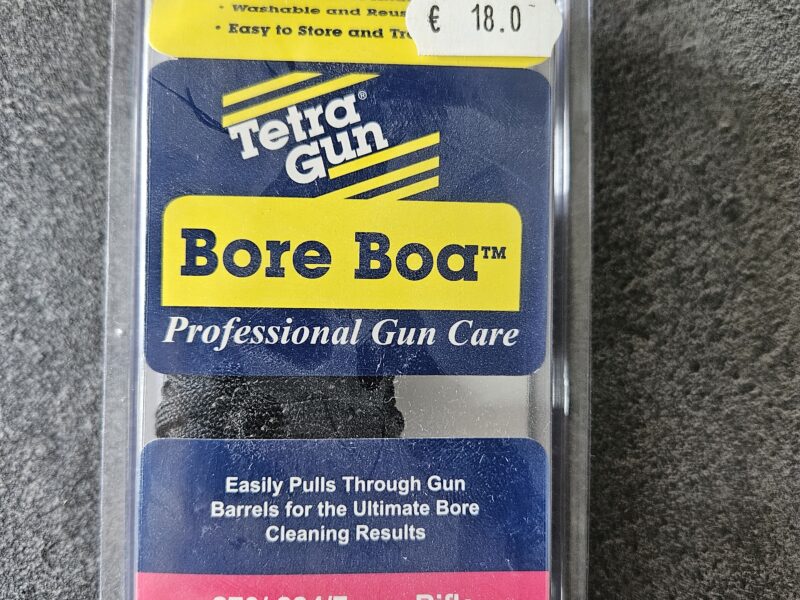 • Washable and Reus
• Easy to Store and Tr
€ 18.0
Tetra®
Gun
Bore Boa™
Professional Gun Care
Easily Pulls Through Gun
Barrels for the Ultimate Bore
Cleaning Results